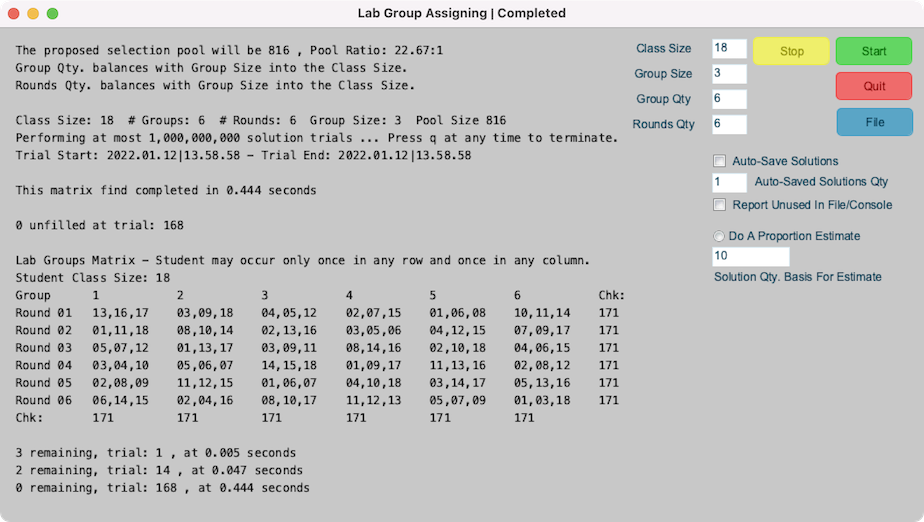 Lab Group Assigning | Completed
The proposed selection pool will be 816 , Pool Ratio: 22.67:1
Group Qty. balances with Group Size into the Class Size.
Rounds Qty. balances with Group Size into the Class Size.
Class Size: 18 # Groups: 6 # Rounds: 6 Group Size: 3 Pool Size 816
Performing at most 1,000,000,000 solution trials ... Press q at any time to terminate.
Trial Start: 2022.01.12|13.58.58 – Trial End: 2022.01.12|13.58.58
This matrix find completed in 0.444 seconds
0 unfilled at trial: 168
Lab Groups Matrix – Student may occur only once in any row and once in any column.
Student Class Size: 18
Group 1 2 3 4 5 6 Chk:
Round 01 13,16,17 03,09,18 04,05,12 02,07,15 01,06,08 10,11,14 171
Round 02 01,11,18 08,10,14 02,13,16 03,05,06 04,12,15 07,09,17 171
Round 03 05,07,12 01,13,17 03,09,11 08,14,16 02,10,18 04,06,15 171
Round 04 03,04,10 05,06,07 14,15,18 01,09,17 11,13,16 02,08,12 171
Round 05 02,08,09 11,12,15 01,06,07 04,10,18 03,14,17 05,13,16 171
Round 06 06,14,15 02,04,16 08,10,17 11,12,13 05,07,09 01,03,18 171
Chk: 171 171 171 171 171 171
3 remaining, trial: 1 , at 0.005 seconds
2 remaining, trial: 14 , at 0.047 seconds
0 remaining, trial: 168 , at 0.444 seconds
Class Size 18 Stop Start
Group Size 3 Quit
Group Qty 6
Rounds Qty 6 File
Auto-Save Solutions
1 Auto-Saved Solutions Qty
Report Unused In File/Console
Do A Proportion Estimate
10
Solution Qty. Basis For Estimate